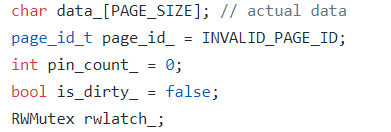 char data_[PAGE_SIZE]; // actual data
page_id_t page_id_ = INVALID_PAGE_ID;
int pin_count_ = 0;
bool is_dirty_ = false;
RWMutex rwlatch_;